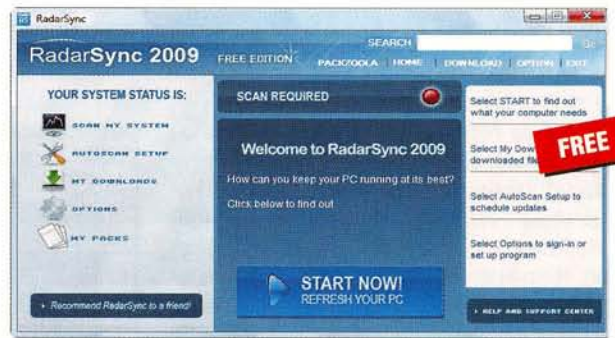 RadarSync
RadarSync 2009
FREE EDITION
SEARCH
Go
PACKZOOLA | HOME | DOWNLOAD | OPTION | EXIT
YOUR SYSTEM STATUS IS:
SCAN MY SYSTEM
AUTOSCAN SETUP
MY DOWNLOADS
OPTIONS
MY PACKS
Recommend RadarSync to a friend!
SCAN REQUIRED
Welcome to RadarSync 2009
How can you keep your PC running at its best?
Click below to find out
START NOW!
REFRESH YOUR PC
Select START to find out
what your computer needs
Select My Dow
downloaded file
FREE
Select AutoScan Setup to
schedule updates
Select Options to sign-in or
set up program
HELP AND SUPPORT CENTER